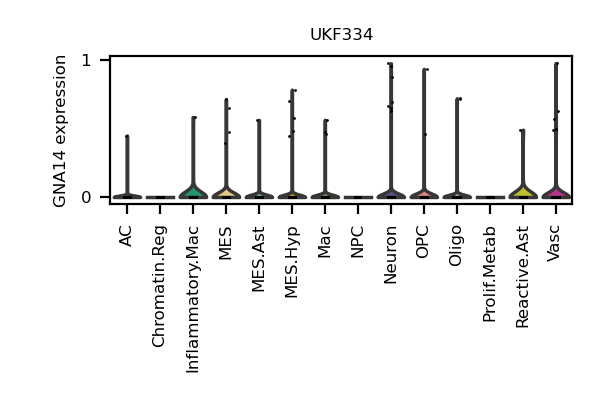 UKF334
GNA14 expression
1
0
AC
Chromatin.Reg
Inflammatory.Mac
MES
MES.Ast
MES.Hyp
Mac
NPC
Neuron
OPC
Oligo
Prolif.Metab
Reactive.Ast
Vasc